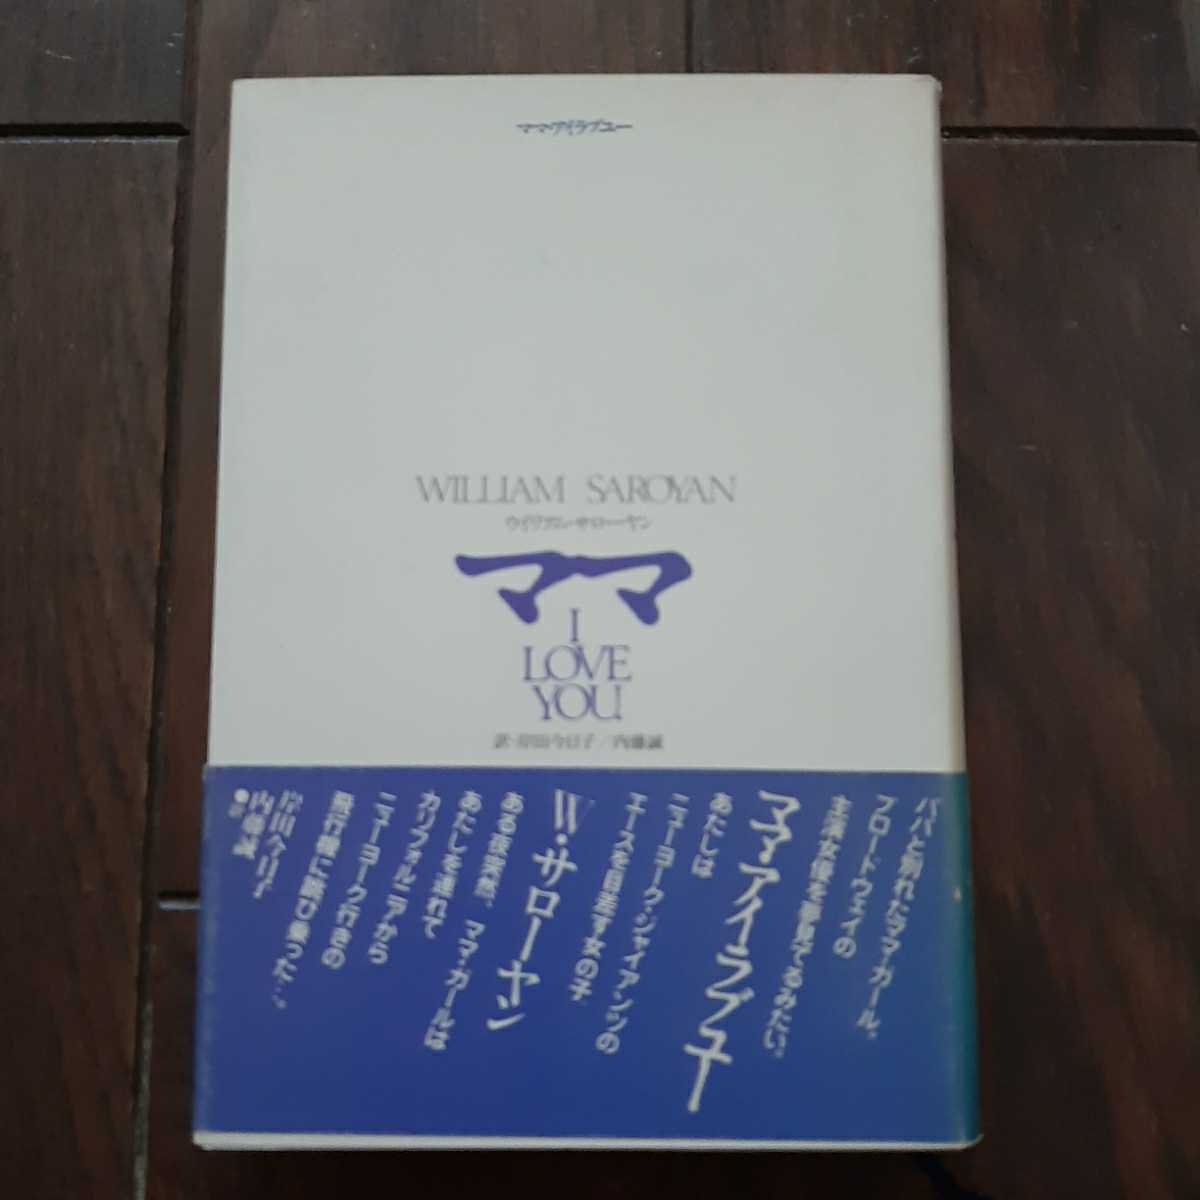 ママ・アイラブユー
WILLIAM SAROYAN
ウイリアム・サローヤン
ママ
I
LOVE
YOU
訳・岸田今日子／内藤誠
パパと別れたママ・ガール。
ブロードウェイの
主演女優を夢みてるみたい。
ママ・アイラブユー
あたしは
ニューヨーク・ジャイアンツの
エースを目指す女の子
W・サローヤン
ある夜突然、ママ・ガールは
あたしを連れて
カリフォルニアから
ニューヨーク行きの
飛行機に飛び乗った…。
岸田今日子
内藤誠
●訳